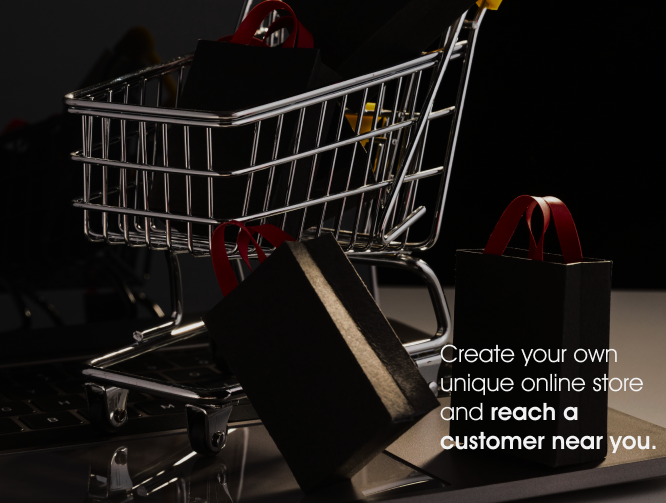 Create your own
unique online store
and reach a
customer near you.